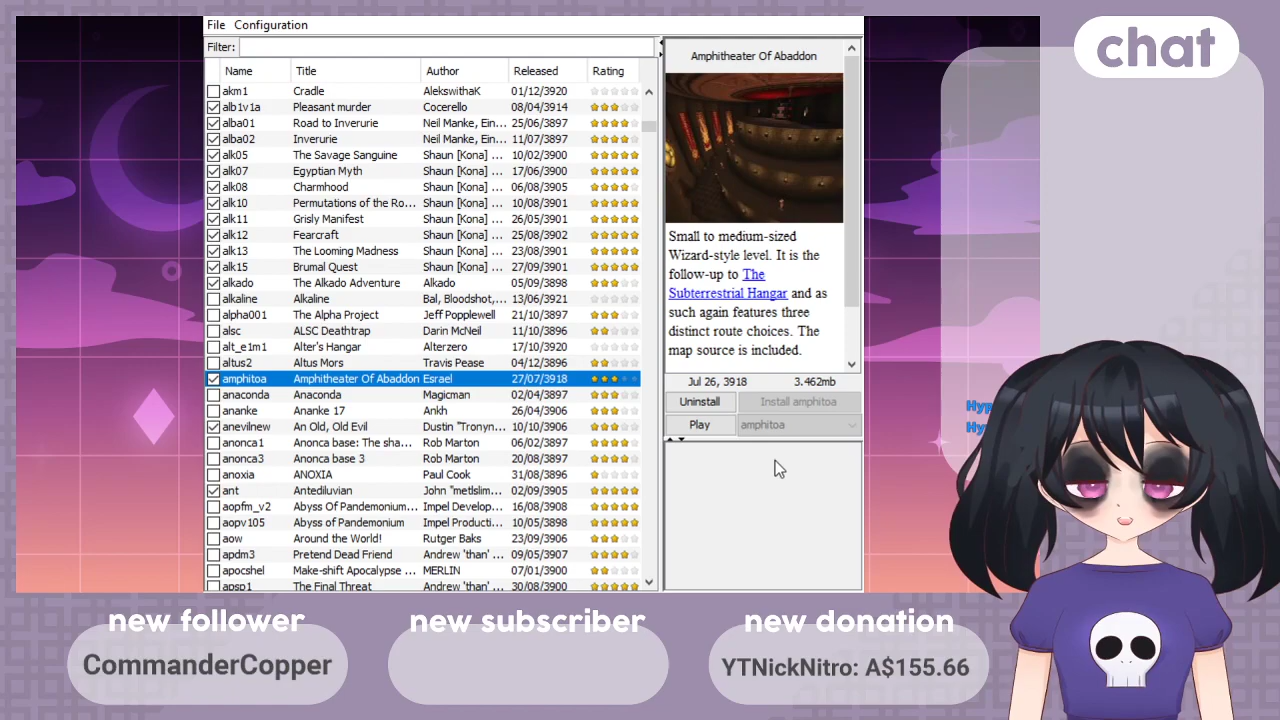 File Configuration
chat
Filter:
Name Title Author Released Rating
akm1 Cradle AlekswithaK 01/12/3920
alb1v1a Pleasant murder Cocerello 08/04/3914
alba01 Road to Inverurie Neil Manke, Ein... 25/06/3897
alba02 Inverurie Neil Manke, Ein... 11/07/3897
alk05 The Savage Sanguine Shaun [Kona] ... 10/02/3900
alk07 Egyptian Myth Shaun [Kona] ... 17/06/3900
alk08 Charmhood Shaun [Kona] ... 06/08/3905
alk10 Permutations of the Ro... Shaun [Kona] ... 10/08/3901
alk11 Grisly Manifest Shaun [Kona] ... 26/05/3901
alk12 Fearcraft Shaun [Kona] ... 25/08/3902
alk13 The Looming Madness Shaun [Kona] ... 23/08/3901
alk15 Brumal Quest Shaun [Kona] ... 27/09/3901
alkado The Alkado Adventure Alkado 05/09/3898
alkaline Alkaline Bal, Bloodshot,... 13/06/3921
alpha001 The Alpha Project Jeff Popplewell 21/10/3897
alsc ALSC Deathtrap Darin McNeil 11/10/3896
alt_e1m1 Alter's Hangar Alterzero 17/10/3920
altus2 Altus Mors Travis Pease 04/12/3896
amphitoa Amphitheater Of Abaddon Esrael 27/07/3918
anaconda Anaconda Magicman 02/04/3897
ananke Ananke 17 Ankh 26/04/3906
anevilnew An Old, Old Evil Dustin "Tronyn... 10/10/3906
anonca1 Anonca base: The sha... Rob Marton 06/02/3897
anonca3 Anonca base 3 Rob Marton 20/08/3897
anoxia ANOXIA Paul Cook 31/08/3896
ant Antediluvian John "metlslim... 02/09/3905
aopfm_v2 Abyss Of Pandemonium... Impel Develop... 16/08/3908
aopv105 Abyss of Pandemonium Impel Producti... 10/05/3898
aow Around the World! Rutger Baks 23/09/3906
apdm3 Pretend Dead Friend Andrew 'than' ... 09/05/3907
apocshel Make-shift Apocalypse ... MERLIN 07/01/3900
apsp1 The Final Threat Andrew 'than' ... 30/08/3900
Amphitheater Of Abaddon
Small to medium-sized
Wizard-style level. It is the
follow-up to The
Subterrestrial Hangar and as
such again features three
distinct route choices. The
map source is included.
Jul 26, 3918 3.462mb
Uninstall Install amphitoa
Play amphitoa
new follower
CommanderCopper
new subscriber
new donation
YTNickNitro: A$155.66